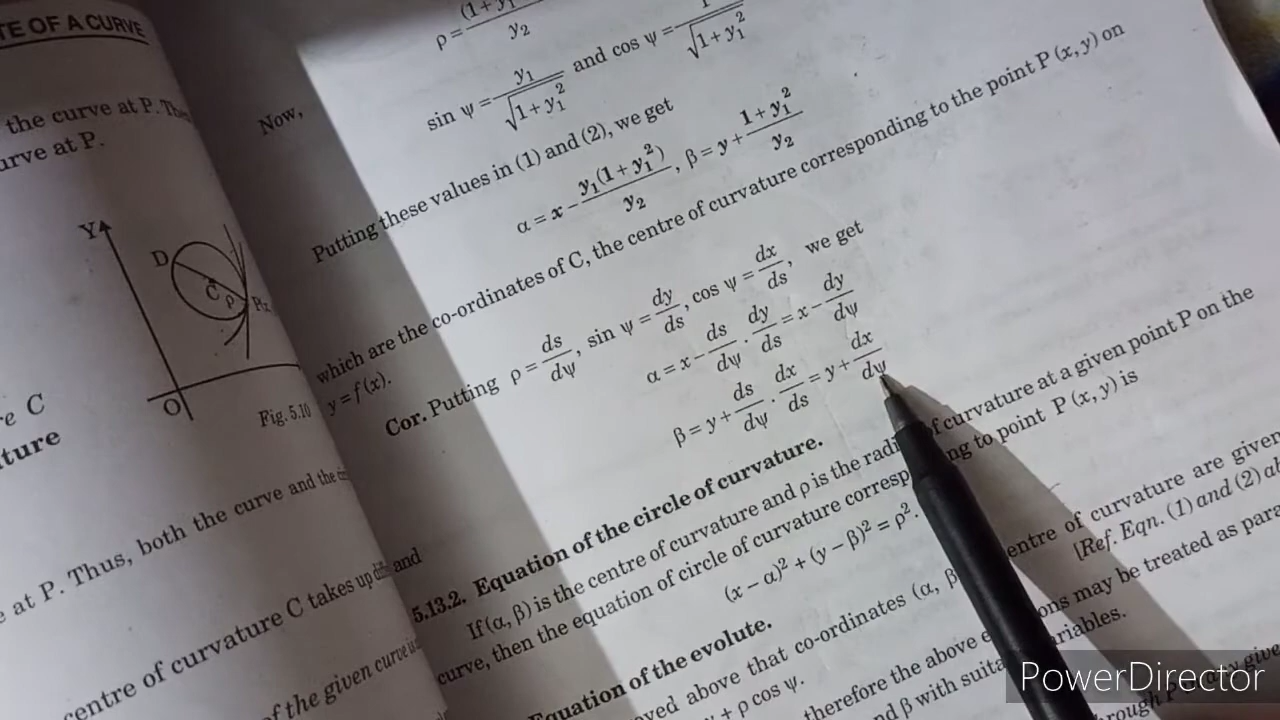 TE OF A CURVE
the curve at P. The
urve at P.
Y
D
C
ρ
O
Fig. 5.10
re C
ture
e at P. Thus, both the curve and the
centre of curvature C takes up
of the given curve
ρ = (1 + y₁ / y₂
Now, sin ψ = y₁/√(1 + y₁²) and cos ψ = 1/√(1 + y₁²)
Putting these values in (1) and (2), we get
α = x − y₁(1 + y₁²)/y₂, β = y + (1 + y₁²)/y₂
which are the co-ordinates of C, the centre of curvature corresponding to the point P (x, y) on
y = f (x).
Cor. Putting ρ = ds/dψ, sin ψ = dy/ds, cos ψ = dx/ds, we get
α = x − ds/dψ · dy/ds = x − dy/dψ
β = y + ds/dψ · dx/ds = y + dx/dψ
and
5.13.2. Equation of the circle of curvature.
If (α, β) is the centre of curvature and ρ is the radi of curvature at a given point P on the
curve, then the equation of circle of curvature corresp ng to point P (x, y) is
(x − α)² + (y − β)² = ρ².
Equation of the evolute.
oved above that co-ordinates (α, β entre of curvature are given
+ ρ cos ψ. [Ref. Eqn. (1) and (2) ab
therefore the above e ons may be treated as para
nd β with suita variables.
through P given
PowerDirector